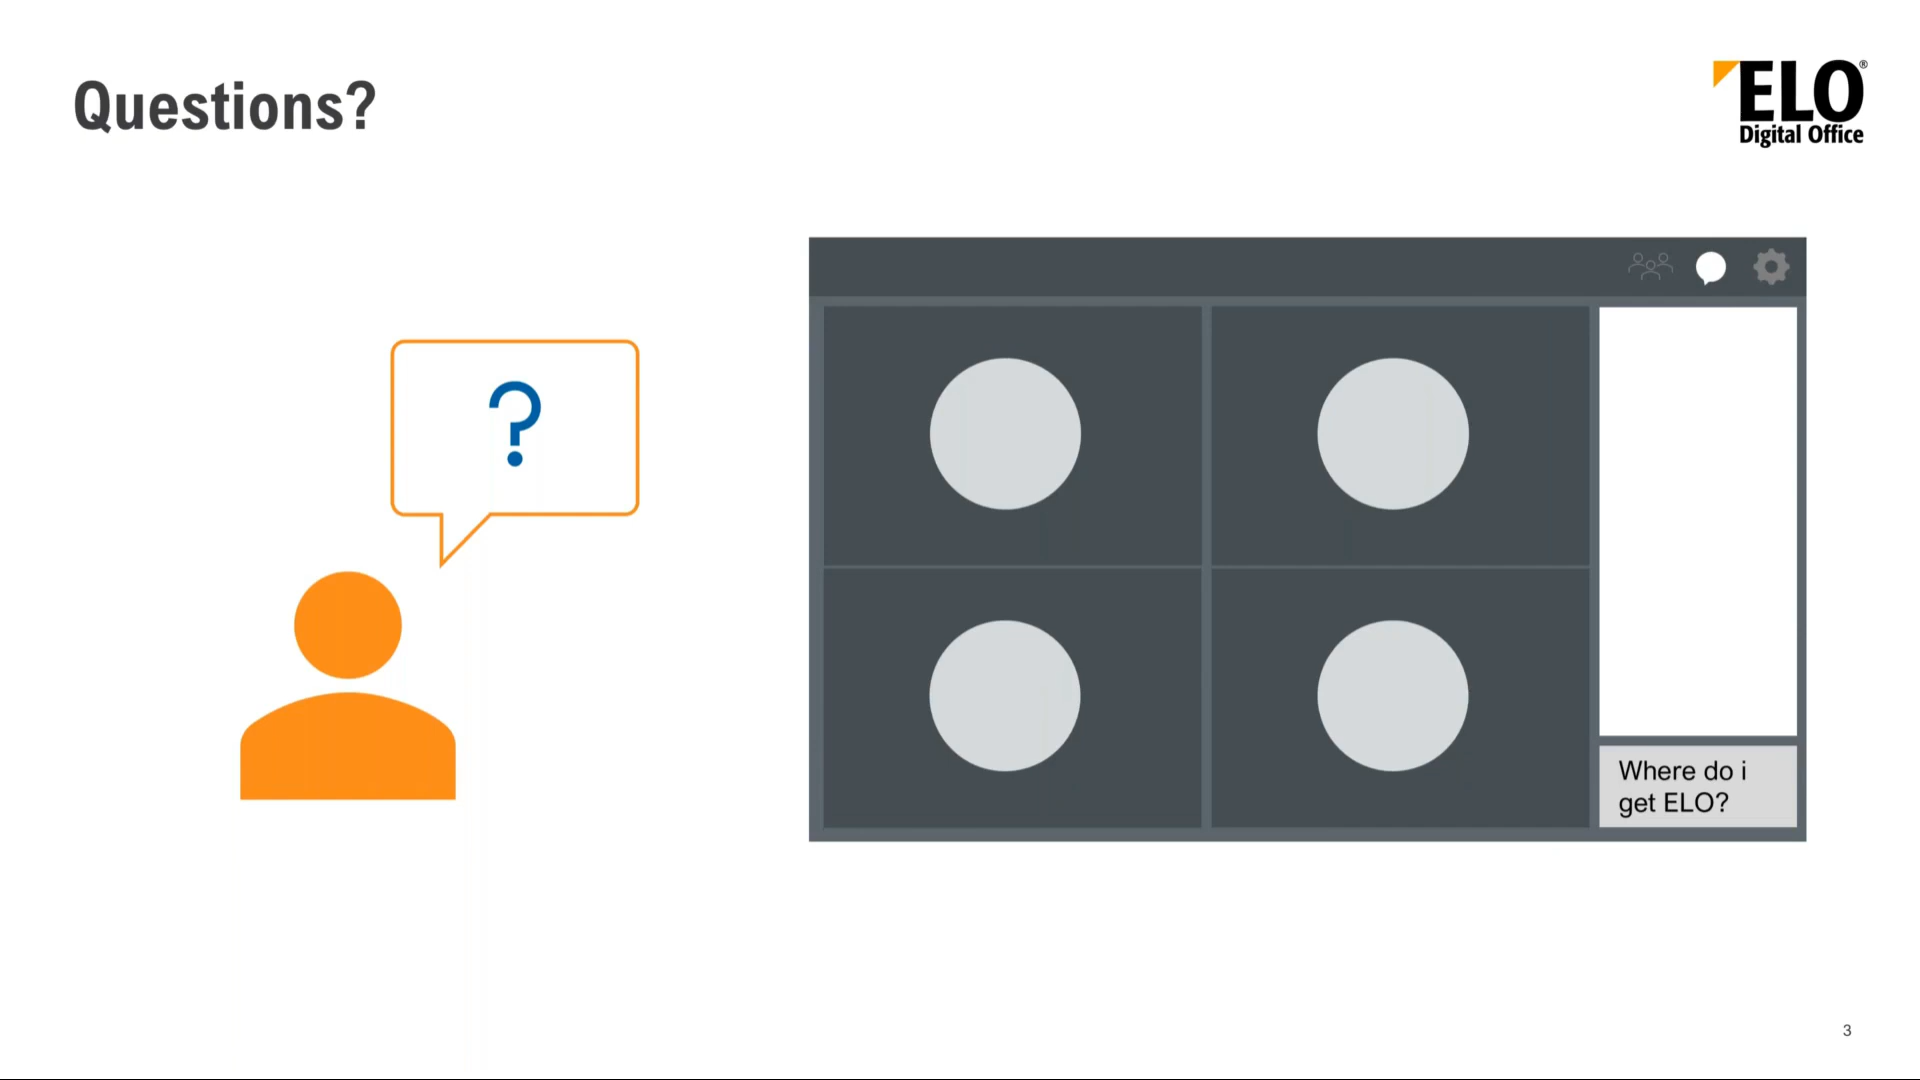 Questions?
ELO®
Digital Office
?
Where do i
get ELO?
3